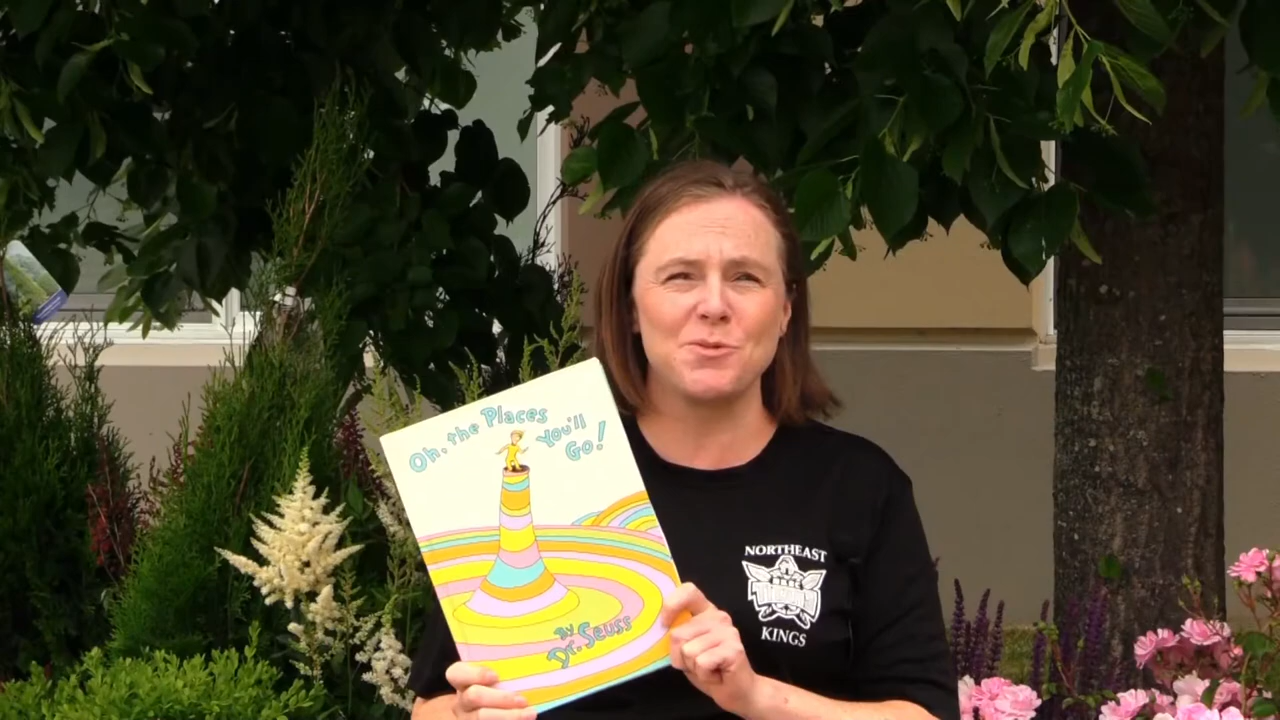 Oh, the Places
You'll
Go!
BY
Dr. Seuss
NORTHEAST
KINGS